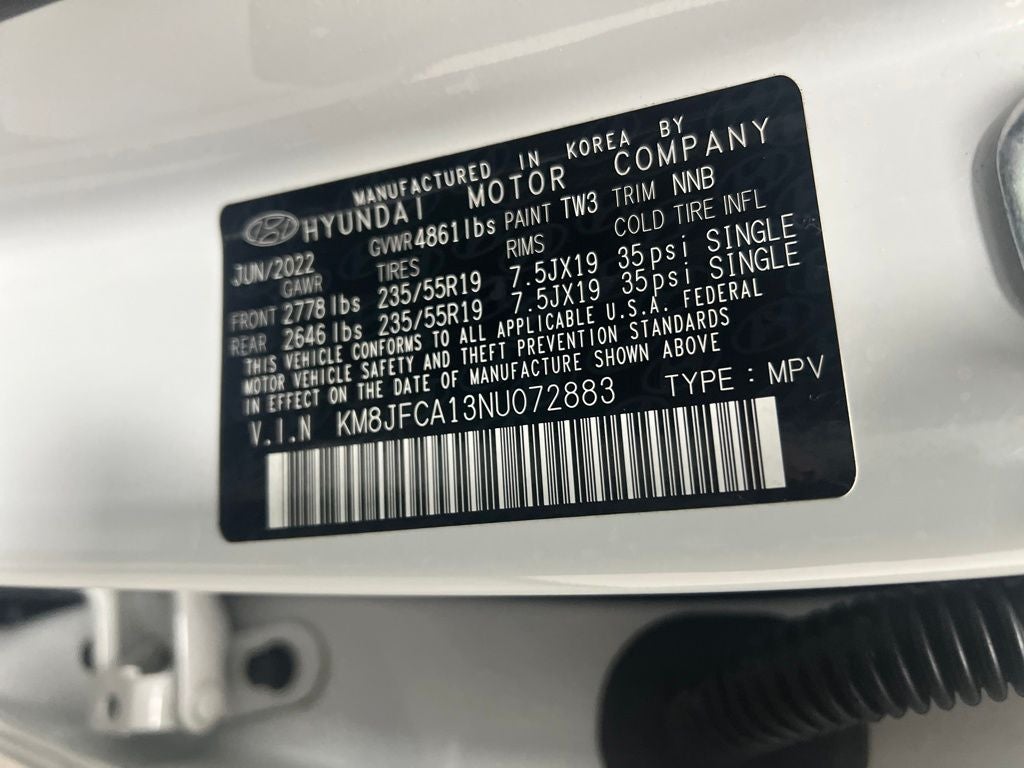 MANUFACTURED IN KOREA BY
HYUNDAI MOTOR COMPANY
JUN/2022 GVWR 4861lbs PAINT TW3 TRIM NNB
GAWR TIRES RIMS COLD TIRE INFL
FRONT 2778 lbs 235/55R19 7.5JX19 35psi SINGLE
REAR 2646 lbs 235/55R19 7.5JX19 35psi SINGLE
THIS VEHICLE CONFORMS TO ALL APPLICABLE U.S.A. FEDERAL
MOTOR VEHICLE SAFETY AND THEFT PREVENTION STANDARDS
IN EFFECT ON THE DATE OF MANUFACTURE SHOWN ABOVE
V.I.N KM8JFCA13NU072883 TYPE : MPV